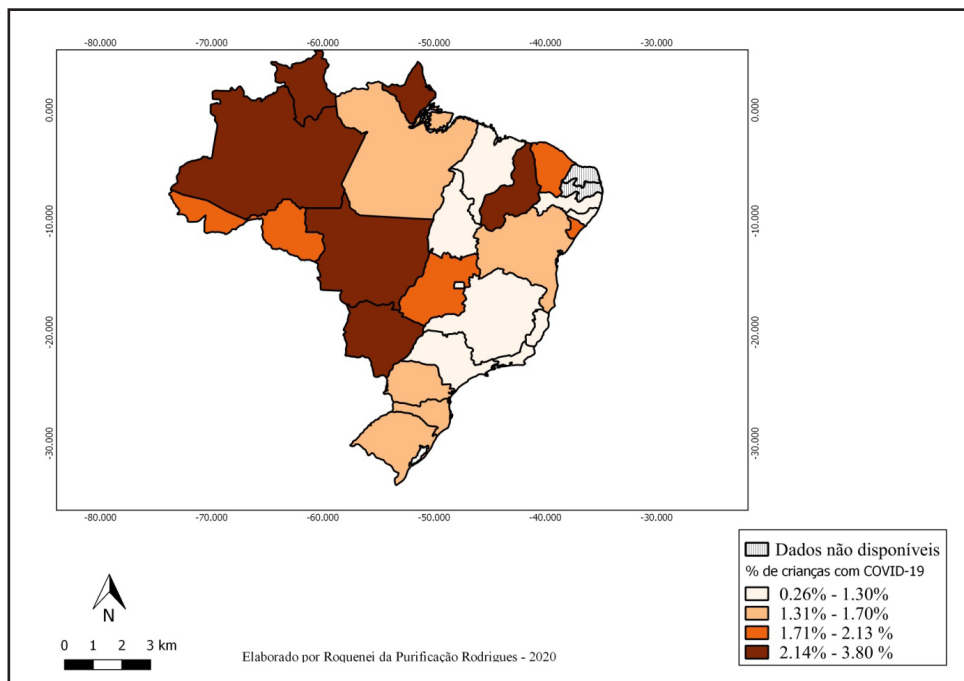 -80.000 -70.000 -60.000 -50.000 -40.000 -30.000
0.000 0.000
-10.000 -10.000
-20.000 -20.000
-30.000 -30.000
-80.000 -70.000 -60.000 -50.000 -40.000 -30.000
Dados não disponíveis
% de crianças com COVID-19
0.26% - 1.30%
1.31% - 1.70%
1.71% - 2.13 %
2.14% - 3.80 %
N
0 1 2 3 km
Elaborado por Roquenei da Purificação Rodrigues - 2020